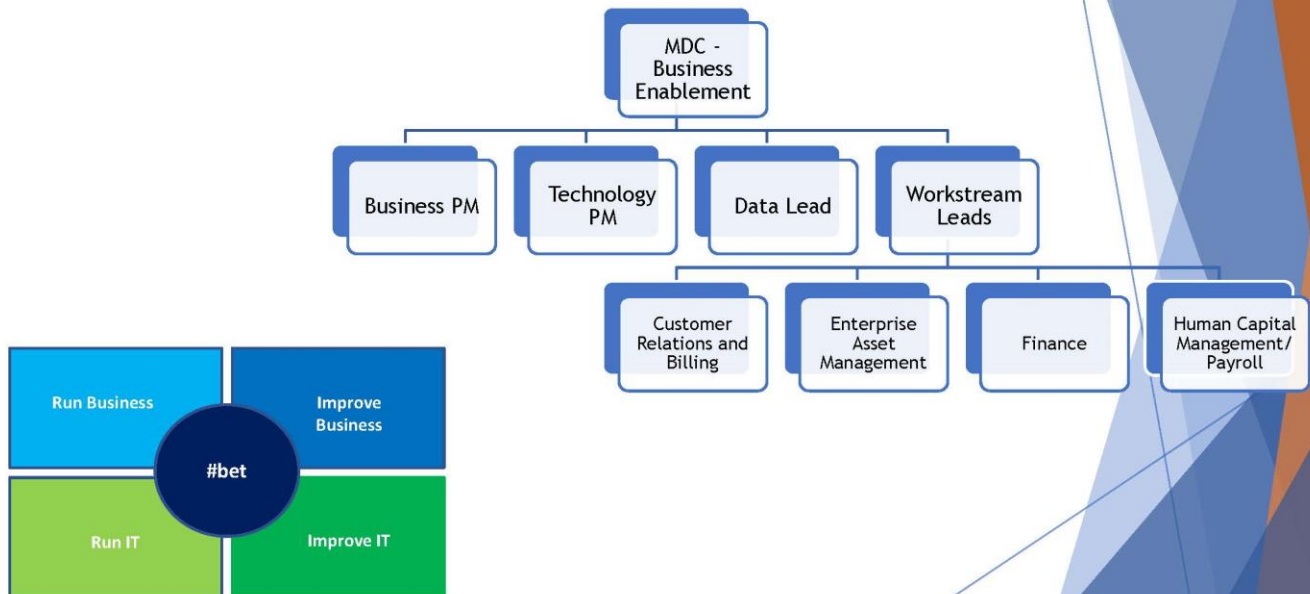 MDC -
Business
Enablement
Business PM
Technology
PM
Data Lead
Workstream
Leads
Customer
Relations and
Billing
Enterprise
Asset
Management
Finance
Human Capital
Management/
Payroll
Run Business
Improve
Business
#bet
Run IT
Improve IT